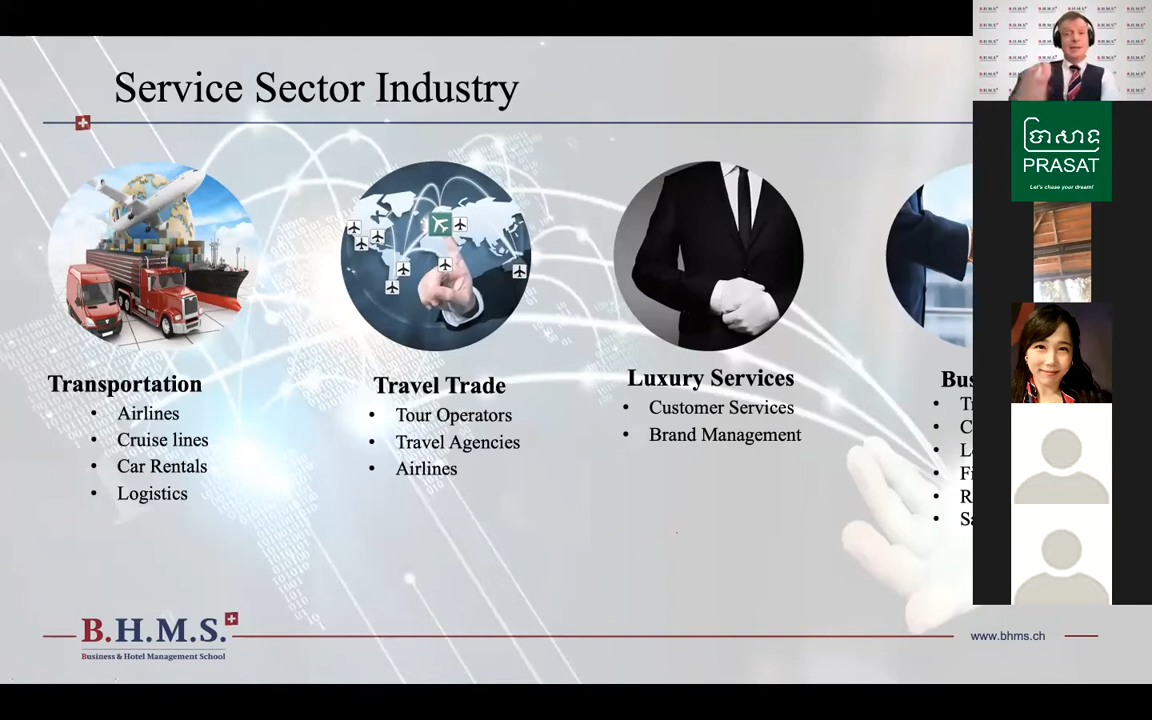 Service Sector Industry
Transportation
• Airlines
• Cruise lines
• Car Rentals
• Logistics
Travel Trade
• Tour Operators
• Travel Agencies
• Airlines
Luxury Services
• Customer Services
• Brand Management
B.H.M.S.
Business & Hotel Management School
www.bhms.ch
ប្រាសាទ
PRASAT
Let's chase your dream!